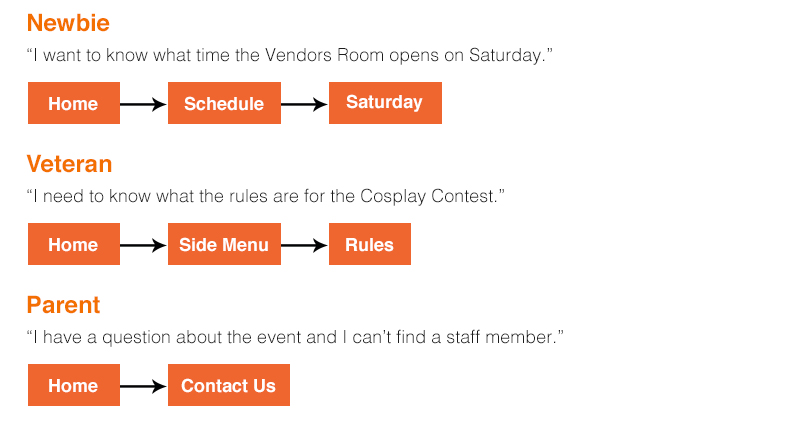 Newbie
“I want to know what time the Vendors Room opens on Saturday.”
Home Schedule Saturday
Veteran
“I need to know what the rules are for the Cosplay Contest.”
Home Side Menu Rules
Parent
“I have a question about the event and I can’t find a staff member.”
Home Contact Us